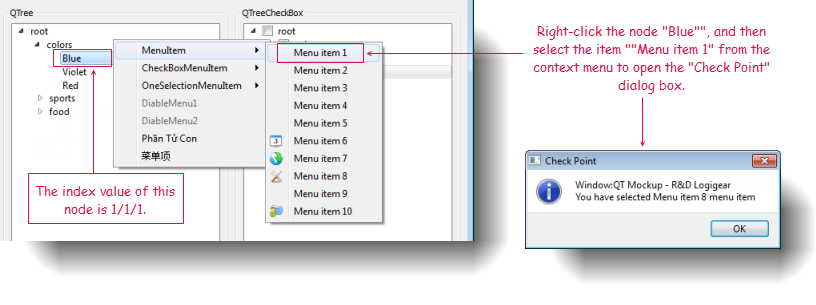 QTree
root
colors
Blue
Violet
Red
sports
food
MenuItem
CheckBoxMenuItem
OneSelectionMenuItem
DiableMenu1
DiableMenu2
Phần Tử Con
菜单项
QTreeCheckBox
root
Menu item 1
Menu item 2
Menu item 3
Menu item 4
Menu item 5
Menu item 6
Menu item 7
Menu item 8
Menu item 9
Menu item 10
The index value of this
node is 1/1/1.
Right-click the node "Blue"", and then
select the item ""Menu item 1" from the
context menu to open the "Check Point"
dialog box.
Check Point
Window:QT Mockup - R&D Logigear
You have selected Menu item 8 menu item
OK